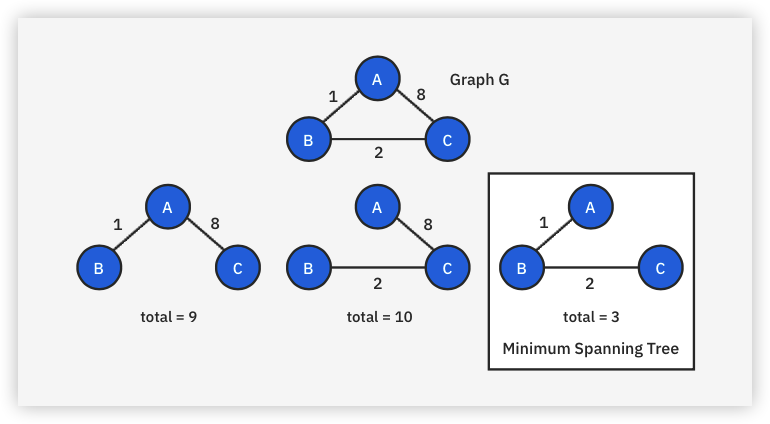 A
Graph G
1
8
B
C
2
A
1
8
B
C
total = 9
A
8
B
C
2
total = 10
A
1
B
C
2
total = 3
Minimum Spanning Tree